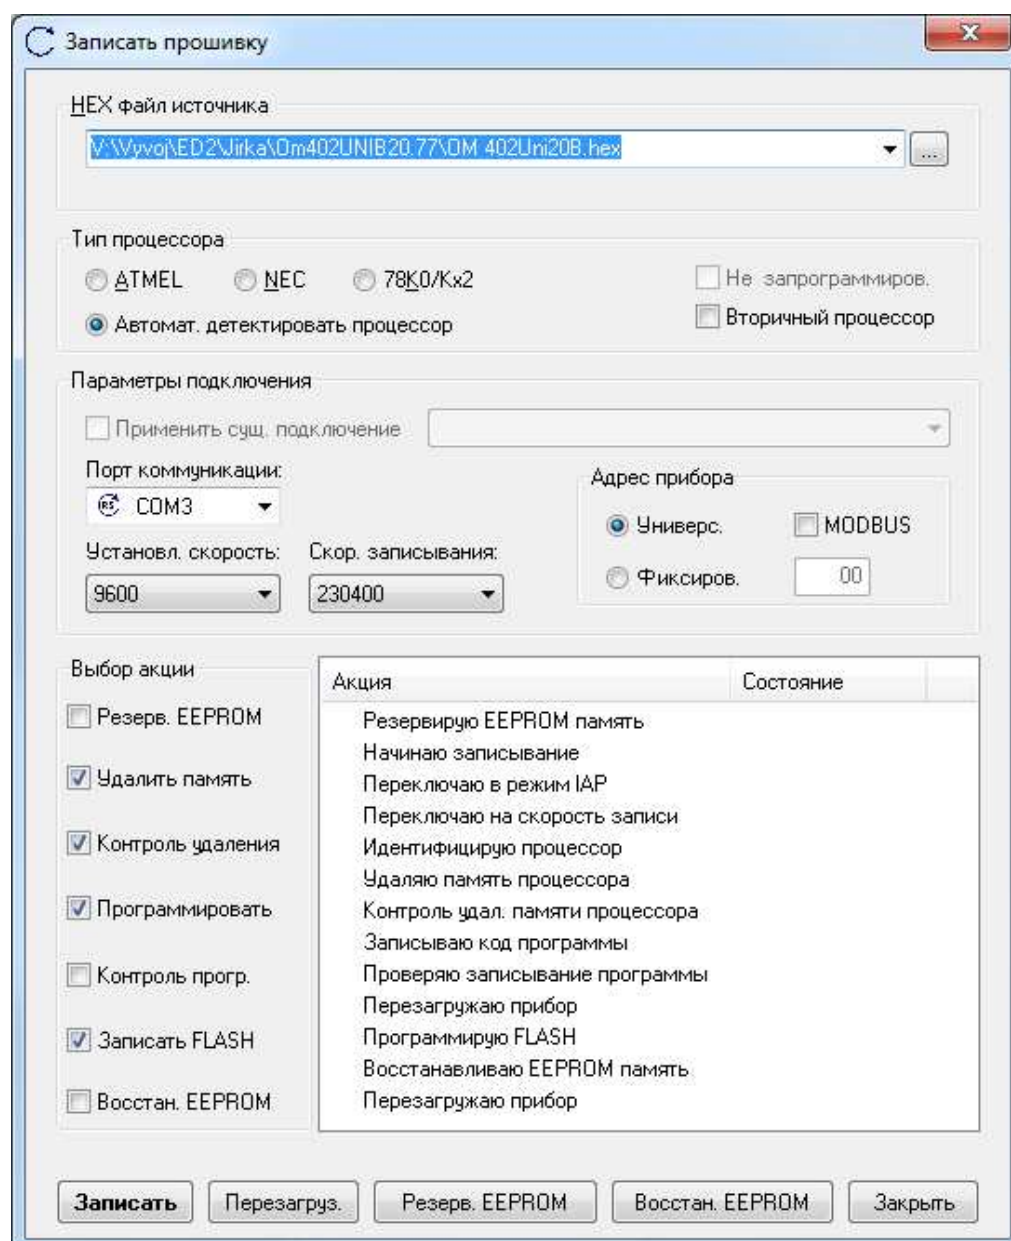 Записать прошивку
HEX файл источника
V:\Vyvoj\ED2\Jirka\Om402UNIB20.77\OM 402Uni20B.hex
...
Тип процессора
ATMEL NEC 78K0/Kx2 Не запрограммиров.
Автомат. детектировать процессор Вторичный процессор
Параметры подключения
Применить сущ. подключение
Порт коммуникации: Адрес прибора
COM3 Универс. MODBUS
Установл. скорость: Скор. записывания:
9600 230400 Фиксиров. 00
Выбор акции
Акция Состояние
Резерв. EEPROM
Удалить память
Контроль удаления
Программировать
Контроль прогр.
Записать FLASH
Восстан. EEPROM
Резервирую EEPROM память
Начинаю записывание
Переключаю в режим IAP
Переключаю на скорость записи
Идентифицирую процессор
Удаляю память процессора
Контроль удал. памяти процессора
Записываю код программы
Проверяю записывание программы
Перезагружаю прибор
Программирую FLASH
Восстанавливаю EEPROM память
Перезагружаю прибор
Записать Перезагруз. Резерв. EEPROM Восстан. EEPROM Закрыть